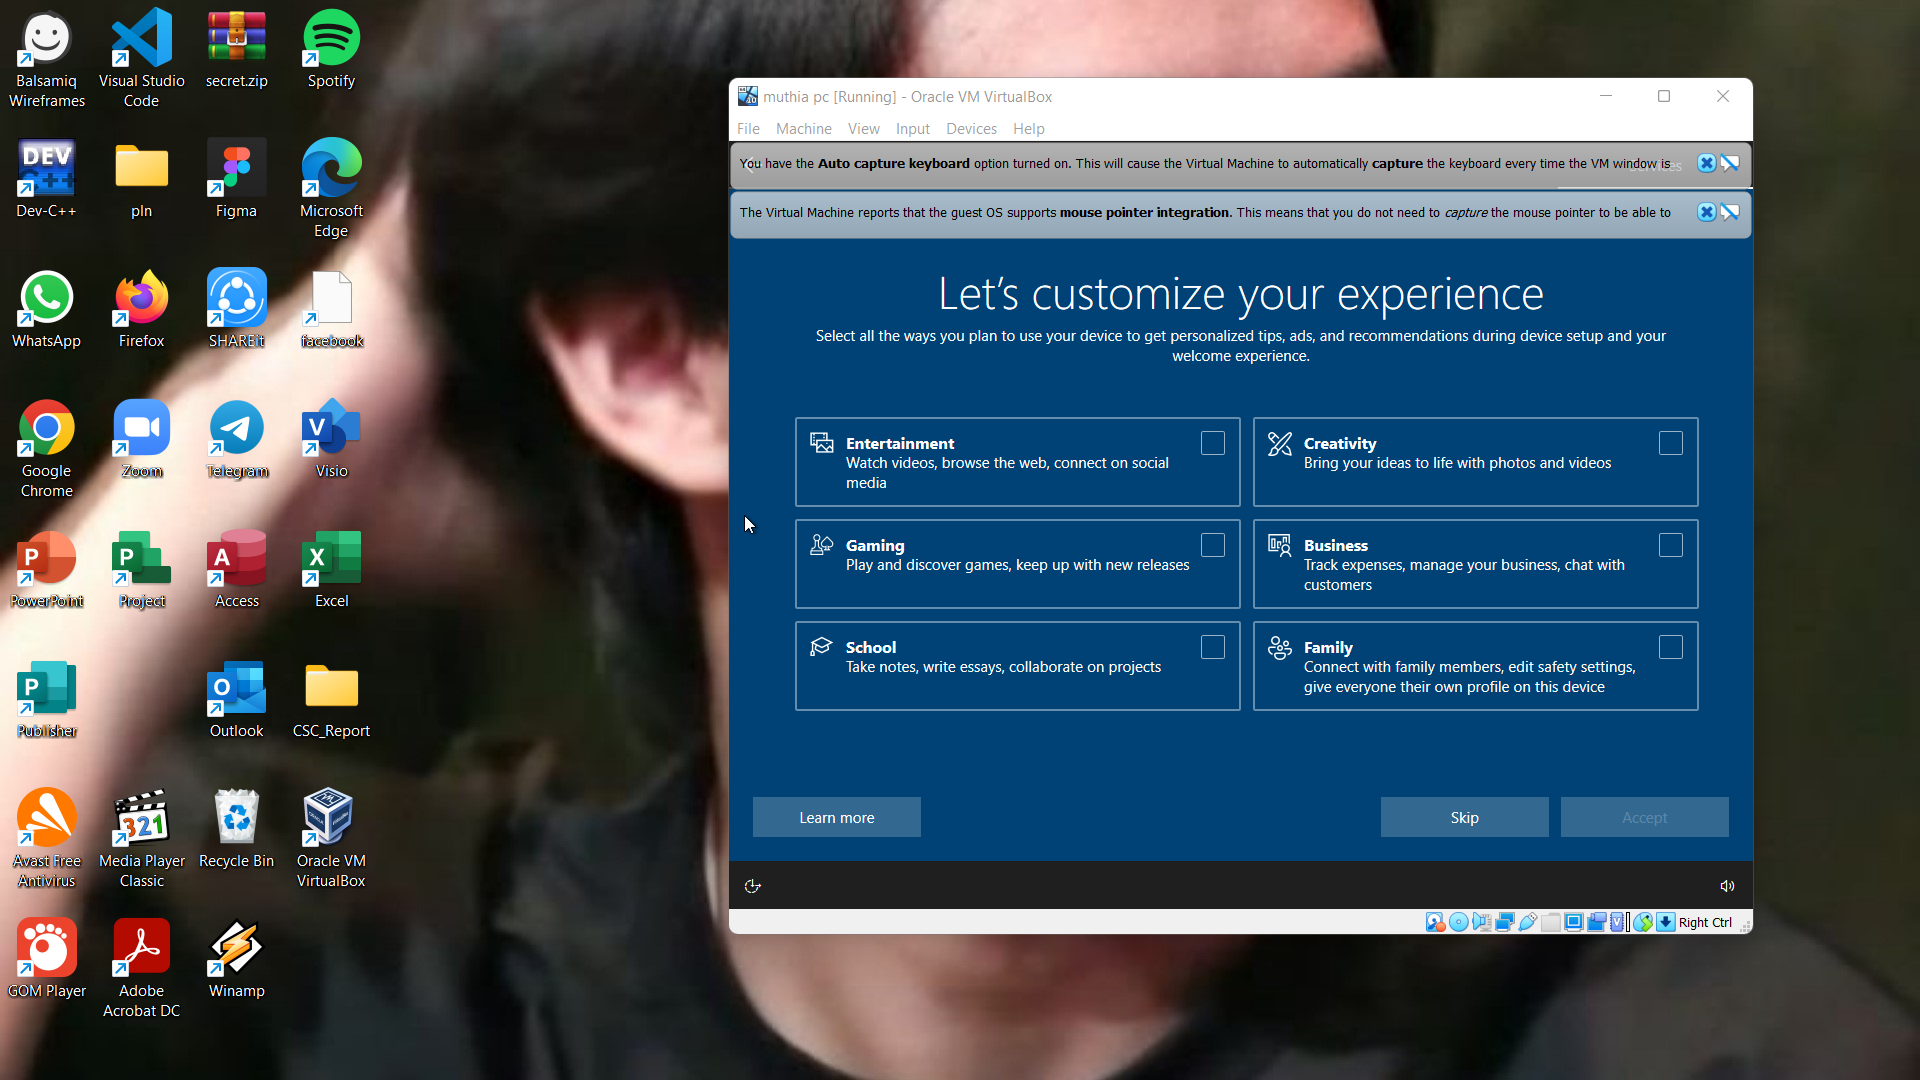 Balsamiq
Wireframes
Visual Studio
Code
secret.zip
Spotify
DEV
C++
Dev-C++
pln
Figma
Microsoft
Edge
WhatsApp
Firefox
SHAREit
facebook
Google
Chrome
Zoom
Telegram
V
Visio
P
PowerPoint
P
Project
A
Access
X
Excel
P
Publisher
O
Outlook
CSC_Report
Avast Free
Antivirus
321
Media Player
Classic
Recycle Bin
Oracle VM
VirtualBox
GOM Player
Adobe
Acrobat DC
Winamp
muthia pc [Running] - Oracle VM VirtualBox
File Machine View Input Devices Help
You have the Auto capture keyboard option turned on. This will cause the Virtual Machine to automatically capture the keyboard every time the VM window is
Services
The Virtual Machine reports that the guest OS supports mouse pointer integration. This means that you do not need to capture the mouse pointer to be able to
Let's customize your experience
Select all the ways you plan to use your device to get personalized tips, ads, and recommendations during device setup and your
welcome experience.
Entertainment
Watch videos, browse the web, connect on social
media
Creativity
Bring your ideas to life with photos and videos
Gaming
Play and discover games, keep up with new releases
Business
Track expenses, manage your business, chat with
customers
School
Take notes, write essays, collaborate on projects
Family
Connect with family members, edit safety settings,
give everyone their own profile on this device
Learn more
Skip
Accept
Right Ctrl